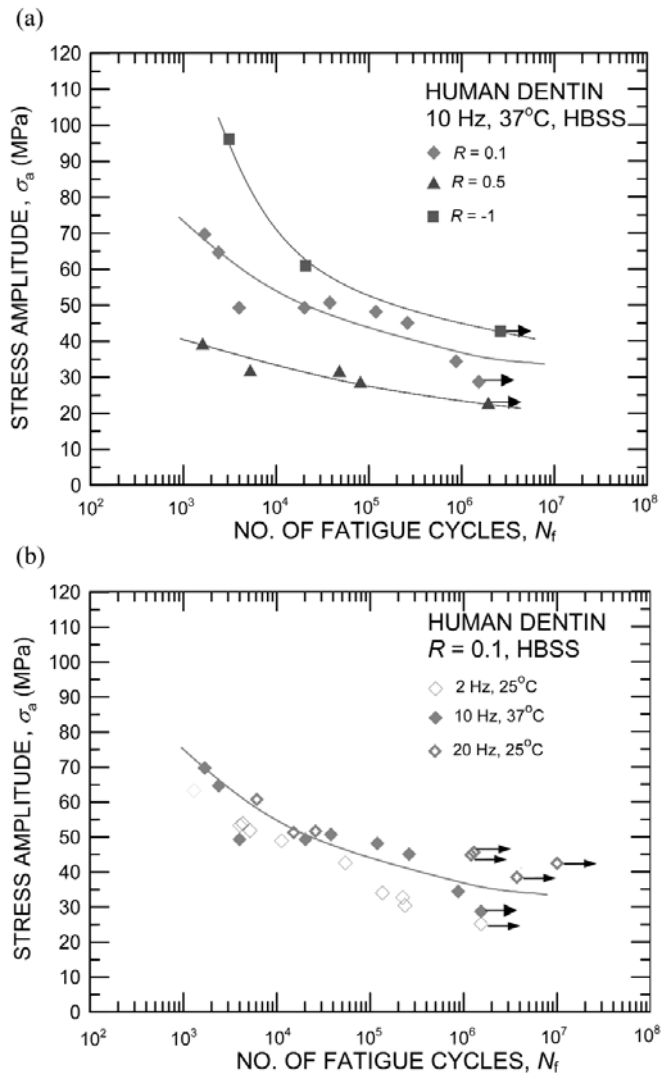 (a)
120
110
100
90
80
70
60
50
40
30
20
10
0
STRESS AMPLITUDE, σa (MPa)
HUMAN DENTIN
10 Hz, 37°C, HBSS
R = 0.1
R = 0.5
R = -1
10² 10³ 10⁴ 10⁵ 10⁶ 10⁷ 10⁸
NO. OF FATIGUE CYCLES, Nf
(b)
120
110
100
90
80
70
60
50
40
30
20
10
0
STRESS AMPLITUDE, σa (MPa)
HUMAN DENTIN
R = 0.1, HBSS
2 Hz, 25°C
10 Hz, 37°C
20 Hz, 25°C
10² 10³ 10⁴ 10⁵ 10⁶ 10⁷ 10⁸
NO. OF FATIGUE CYCLES, Nf